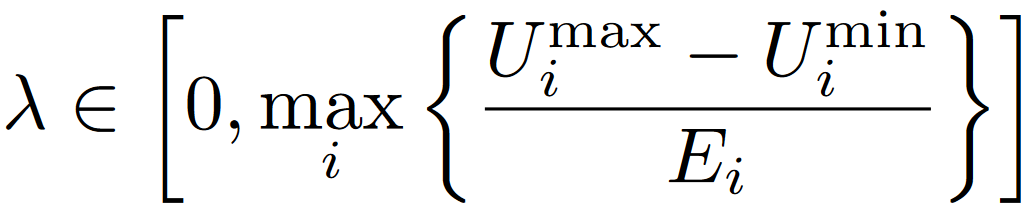 λ ∈ [0, max_i { (U_i^max − U_i^min) / E_i }]